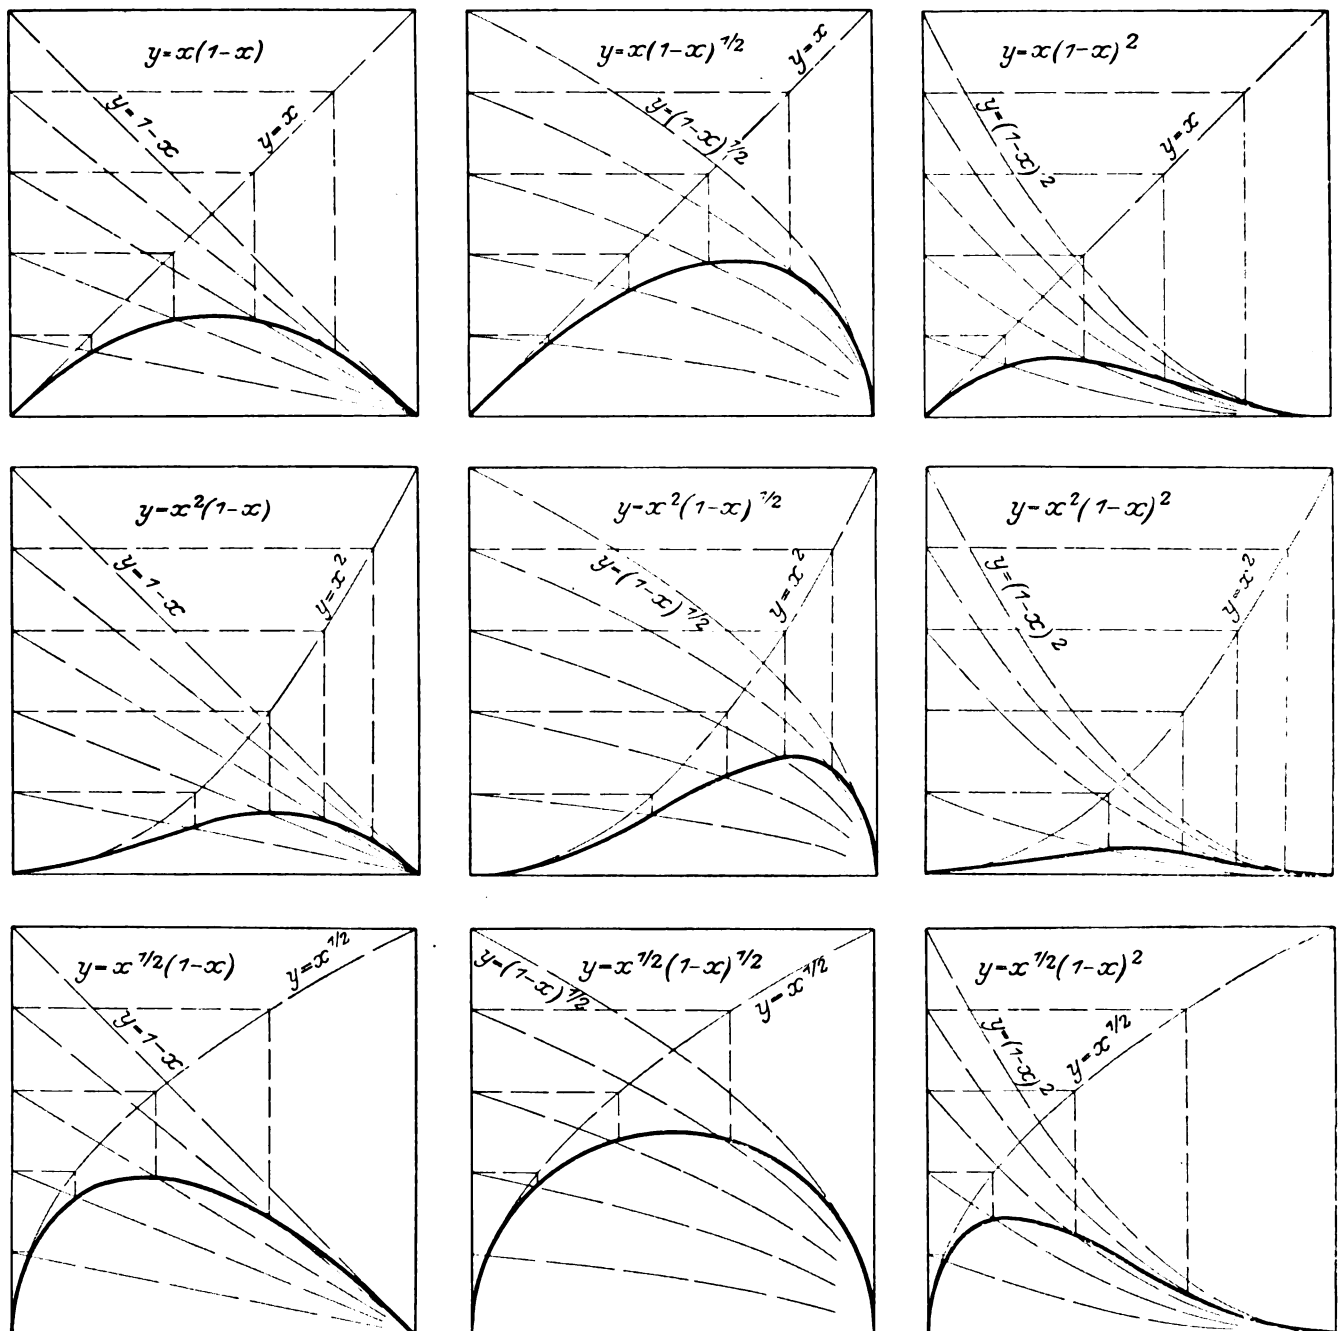 y=x(1-x)
y=1-x
y=x
y=x(1-x)^1/2
y=x
y=(1-x)^1/2
y=x(1-x)^2
y=(1-x)^2
y=x
y=x^2(1-x)
y=1-x
y=x^2
y=x^2(1-x)^1/2
y=(1-x)^1/2
y=x^2
y=x^2(1-x)^2
y=(1-x)^2
y=x^2
y=x^1/2(1-x)
y=x^1/2
y=1-x
y=(1-x)^1/2
y=x^1/2(1-x)^1/2
y=x^1/2
y=x^1/2(1-x)^2
y=(1-x)^2
y=x^1/2